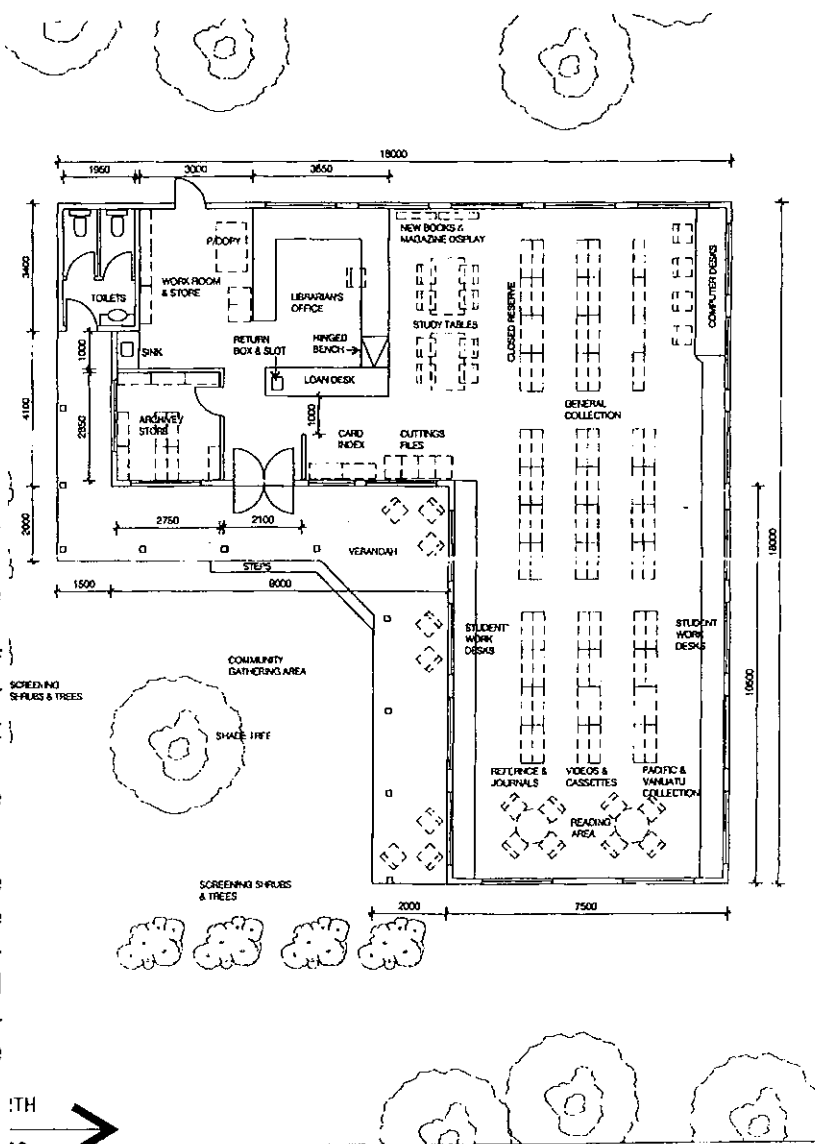 18000
1950
3000
3650
NEW BOOKS &
MAGAZINE DISPLAY
P/COPY
3400
WORK ROOM
& STORE
LIBRARIAN'S
OFFICE
TOILETS
CLOSED RESERVE
COMPUTER DESKS
STUDY TABLES
RETURN
BOX & SLOT
HINGED
BENCH
SINK
1000
LOAN DESK
4100
2850
ARCHIVE/
STORE
1000
CARD
INDEX
CUTTINGS
FILES
GENERAL
COLLECTION
2000
2750
2100
VERANDAH
STEPS
1500
9000
18000
10500
STUDENT
WORK
DESKS
STUDENT
WORK
DESKS
COMMUNITY
GATHERING AREA
SCREENING
SHRUBS & TREES
SHADE TREE
REFERNCE &
JOURNALS
VIDEOS &
CASSETTES
PACIFIC &
VANUATU
COLLECTION
READING
AREA
SCREENING SHRUBS
& TREES
2000
7500
TH